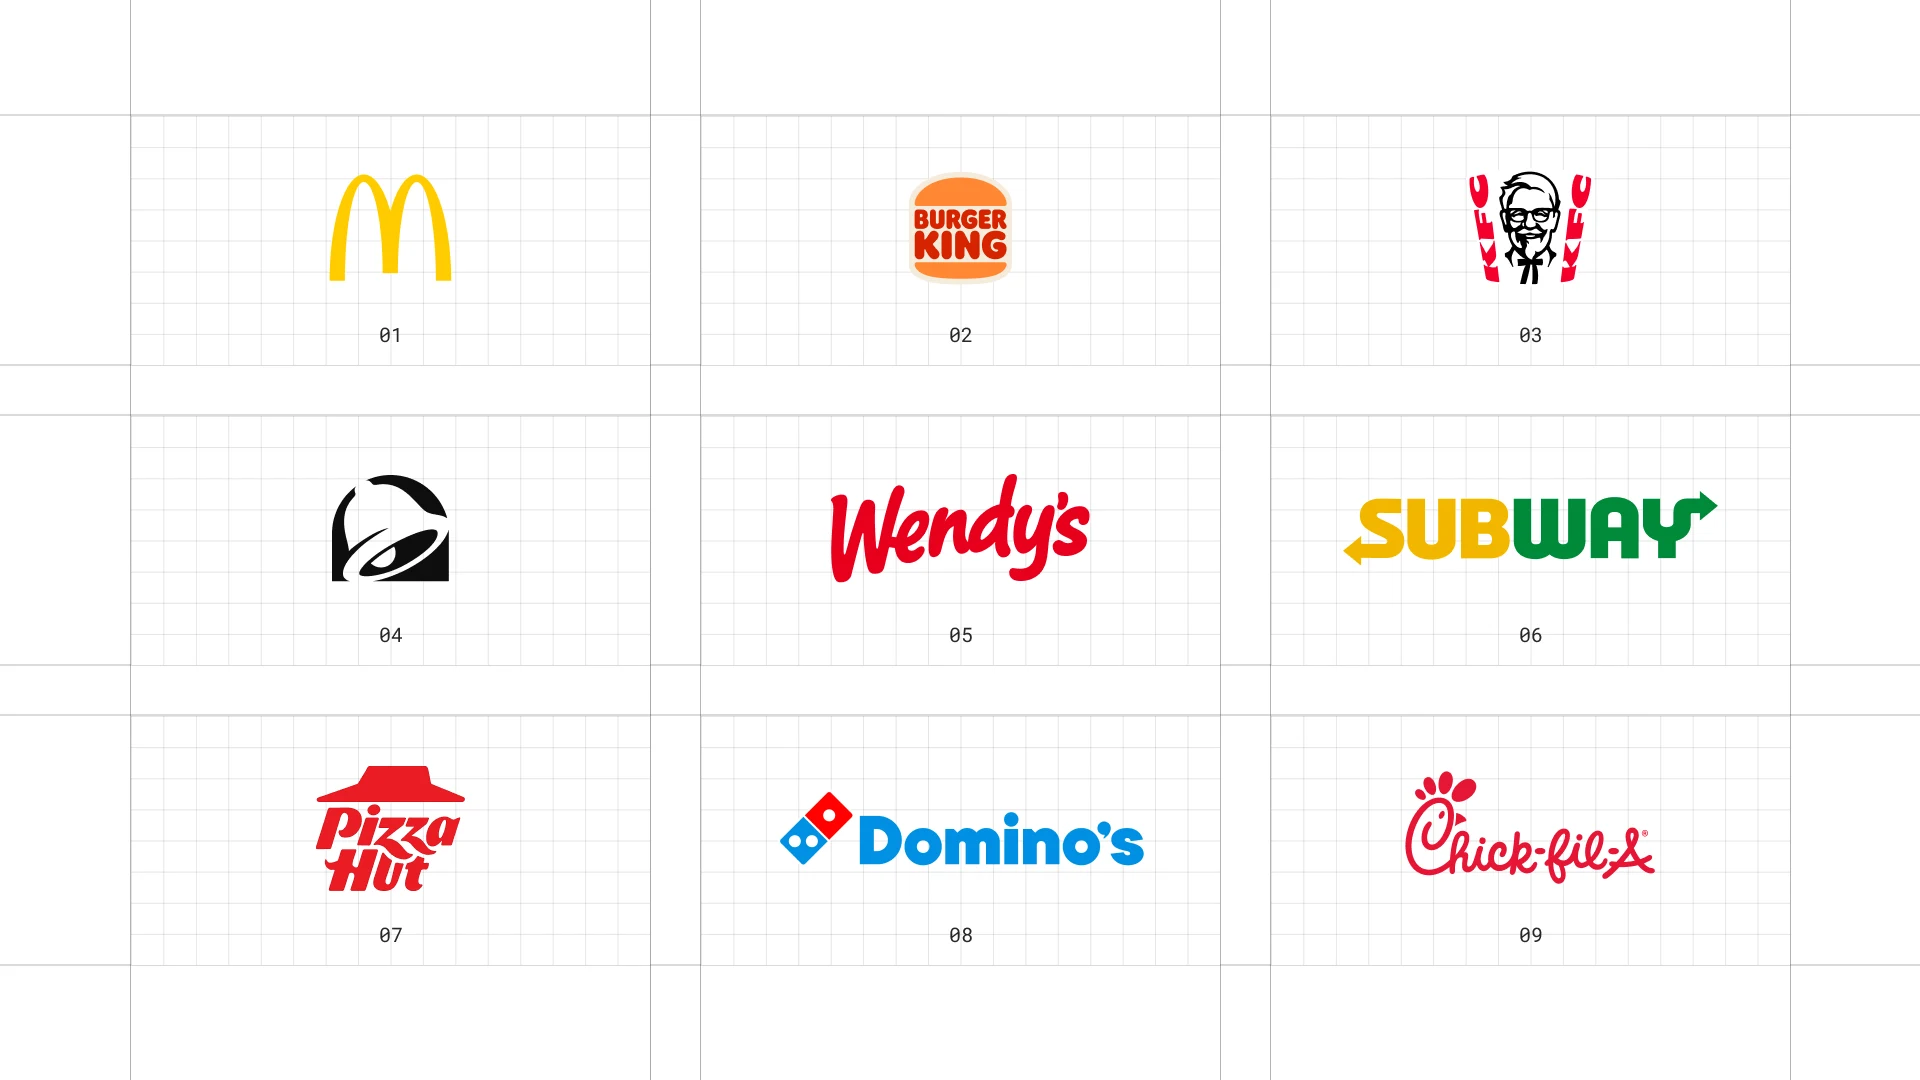 01
BURGER
KING
02
03
04
Wendy's
05
SUBWAY
06
Pizza
Hut
07
Domino's
08
Chick-fil-A®
09